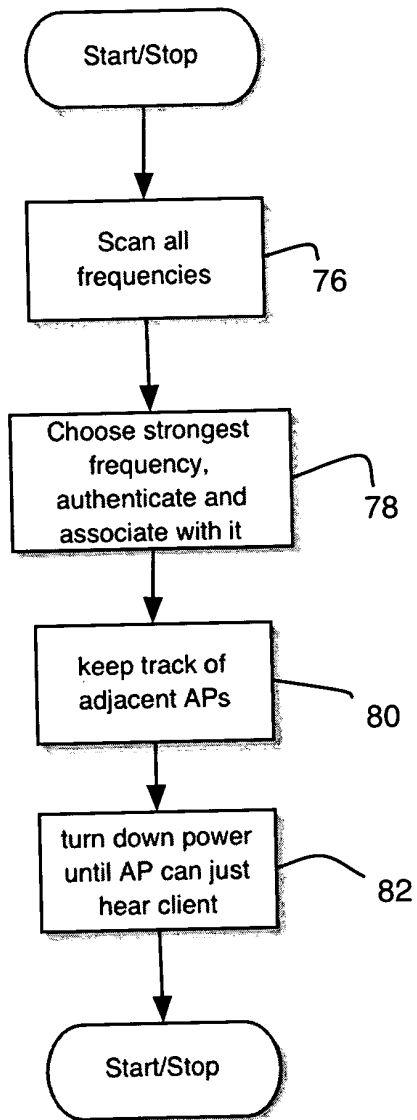 Start/Stop
Scan all
frequencies
76
Choose strongest
frequency,
authenticate and
associate with it
78
keep track of
adjacent APs
80
turn down power
until AP can just
hear client
82
Start/Stop